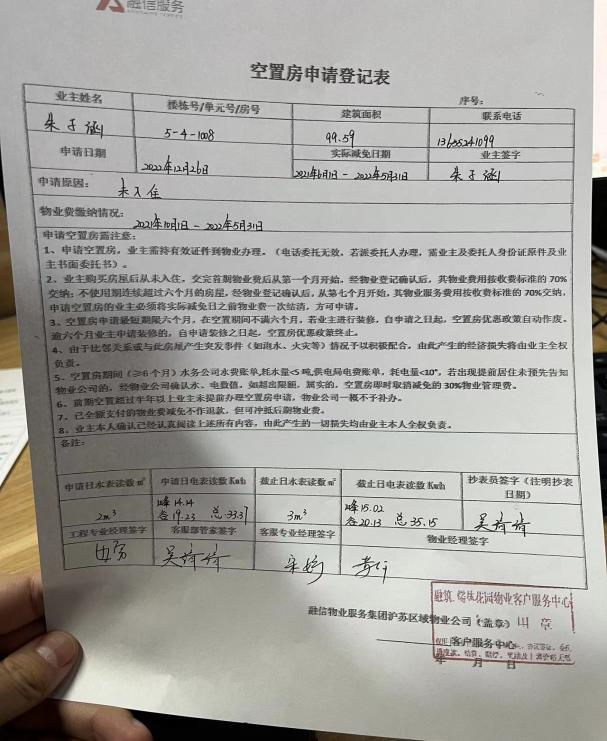 融信服务
空置房申请登记表
序号：
业主姓名 楼栋号/单元号/房号 建筑面积 联系电话
朱子涵 5-4-1008 99.59 13655241099
申请日期 实际减免日期 业主签字
2022年12月26日 2021年6月1日-2022年5月31日 朱子涵
申请原因： 未入住
物业费缴纳情况： 2021年10月1日-2022年5月31日
申请空置房需注意：
1、申请空置房，业主需持有效证件到物业办理。（电话委托无效，若派委托人办理，需业主及委托人身份证原件及业
主书面委托书）。
2、业主购买房屋后从未入住，交完首期物业费后从第一个月开始，经物业登记确认后，其物业费用按收费标准的70%
交纳；不使用期连续超过六个月的房屋，经物业登记确认后，从第七个月开始，其物业服务费用按收费标准的70%交纳，
申请空置房的业主必须将实际减免日之前物业费一次结清，方可申请。
3、空置房申请最短期限六个月，在空置期间不满六个月，若业主进行装修，自申请之日起，空置房优惠政策自动作废。
逾六个月业主申请装修的，自申请装修之日起，空置房优惠政策终止。
4、由于比邻关系或与此房屋产生突发事件（如跑水、火灾等）情况下以积极配合，由此产生的经济损失将由业主全权
负责。
5、空置房期间（≥6个月）水务公司水费账单，耗水量<5吨，供电局电费账单，耗电量<10°，若出现提前居住未预先告知
物业公司的，经物业公司确认水、电费值，如超出限额，属实的，空置房即时取消减免的30%物业管理费。
6、前期空置超过半年以上业主未提前办理空置房申请，物业公司一概不予补办。
7、已全额支付的物业费减免不作退款，但可冲抵后期物业费。
8、业主本人确认已经认真阅读上述所有内容，由此产生的一切损失均由业主本人全权负责。
备注：
申请日水表读数m³ 申请日电表读数Kwh 截止日水表读数m³ 截止日电表读数Kwh 抄表员签字（注明抄表
日期）
2m³ 峰14.14 谷19.23 总33.37 3m³ 峰15.02 谷20.13 总35.15 吴琦琦
工程专业经理签字 客服部管家签字 客服专业经理签字 物业经理签字
吴琦琦
融信物业服务集团沪苏区域物业公司（盖章）
客户服务中心
年 月 日
物业客户服务中心